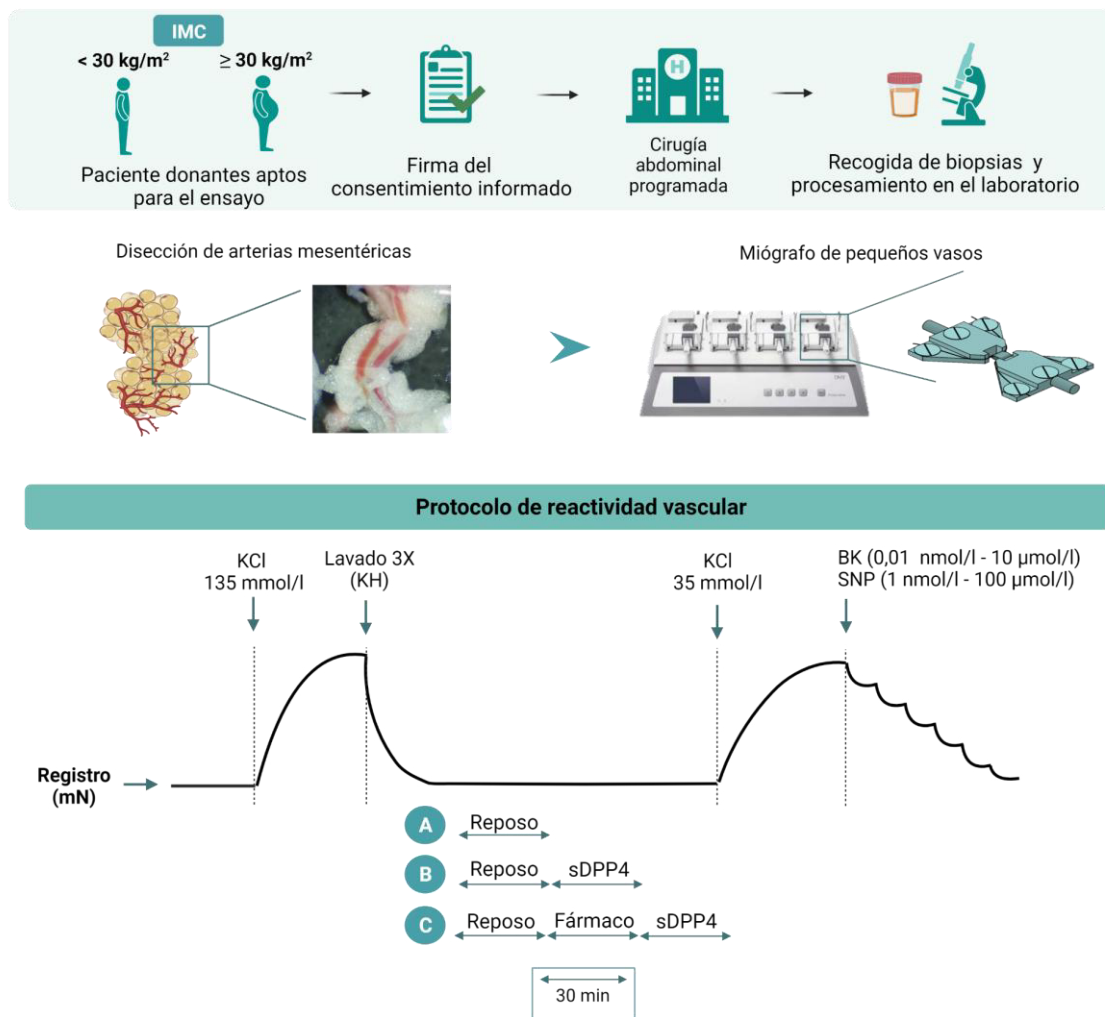 IMC
< 30 kg/m²
≥ 30 kg/m²
Paciente donantes aptos
para el ensayo
Firma del
consentimiento informado
H
Cirugía
abdominal
programada
Recogida de biopsias y
procesamiento en el laboratorio
Disección de arterias mesentéricas
Miógrafo de pequeños vasos
Protocolo de reactividad vascular
KCl
135 mmol/l
Lavado 3X
(KH)
KCl
35 mmol/l
BK (0,01 nmol/l - 10 µmol/l)
SNP (1 nmol/l - 100 µmol/l)
Registro
(mN)
A
Reposo
B
Reposo
sDPP4
C
Reposo
Fármaco
sDPP4
30 min